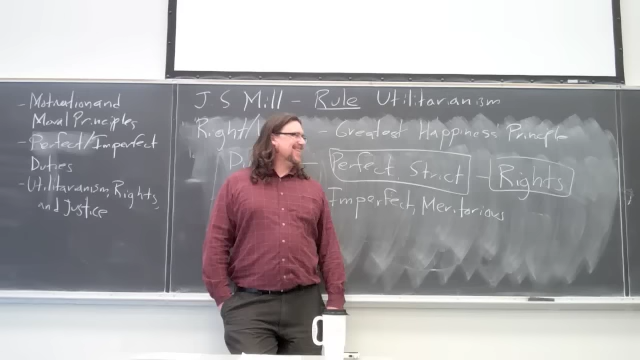 - Motivation and
Moral Principles
- Perfect/Imperfect
Duties
- Utilitarianism, Rights,
and Justice
J S Mill - Rule Utilitarianism
Right/ - Greatest Happiness Principle
Perfect Strict - Rights
Imperfect, Meritorious